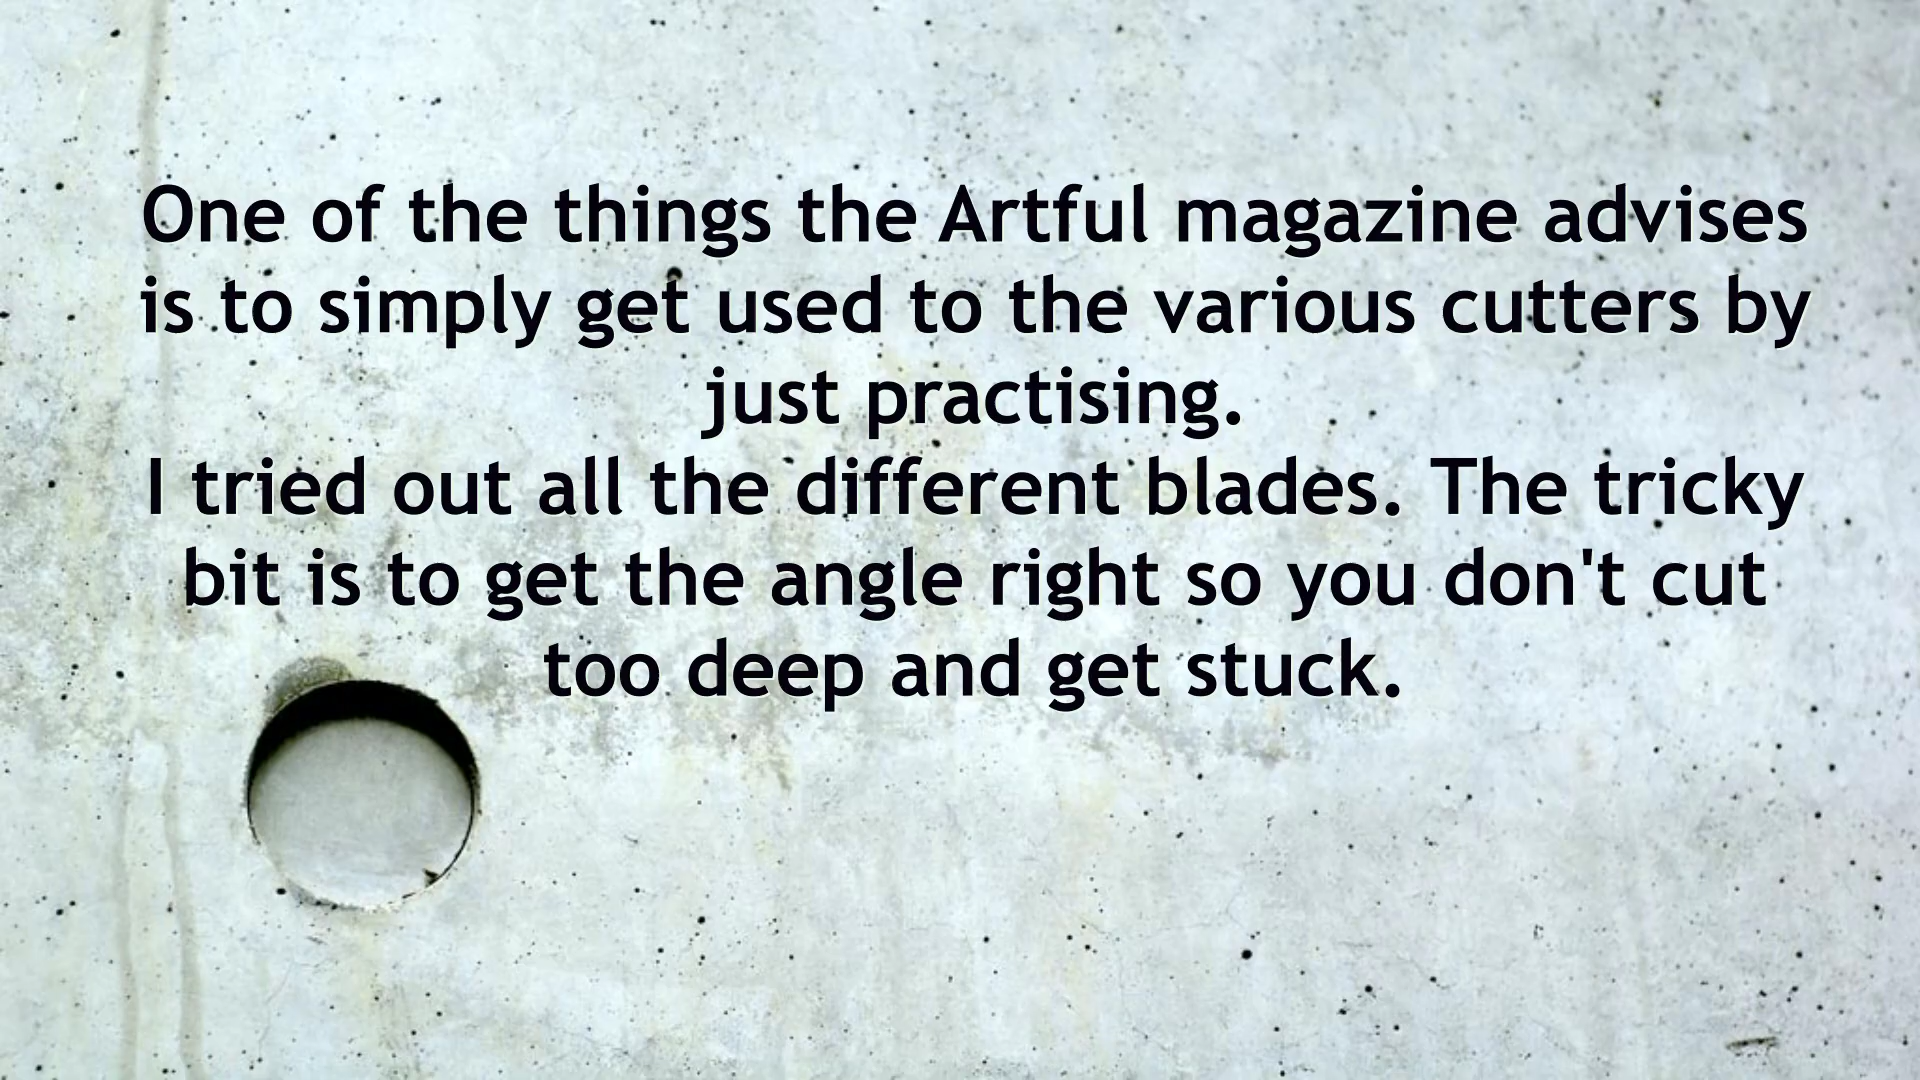 One of the things the Artful magazine advises
is to simply get used to the various cutters by
just practising.
I tried out all the different blades. The tricky
bit is to get the angle right so you don't cut
too deep and get stuck.